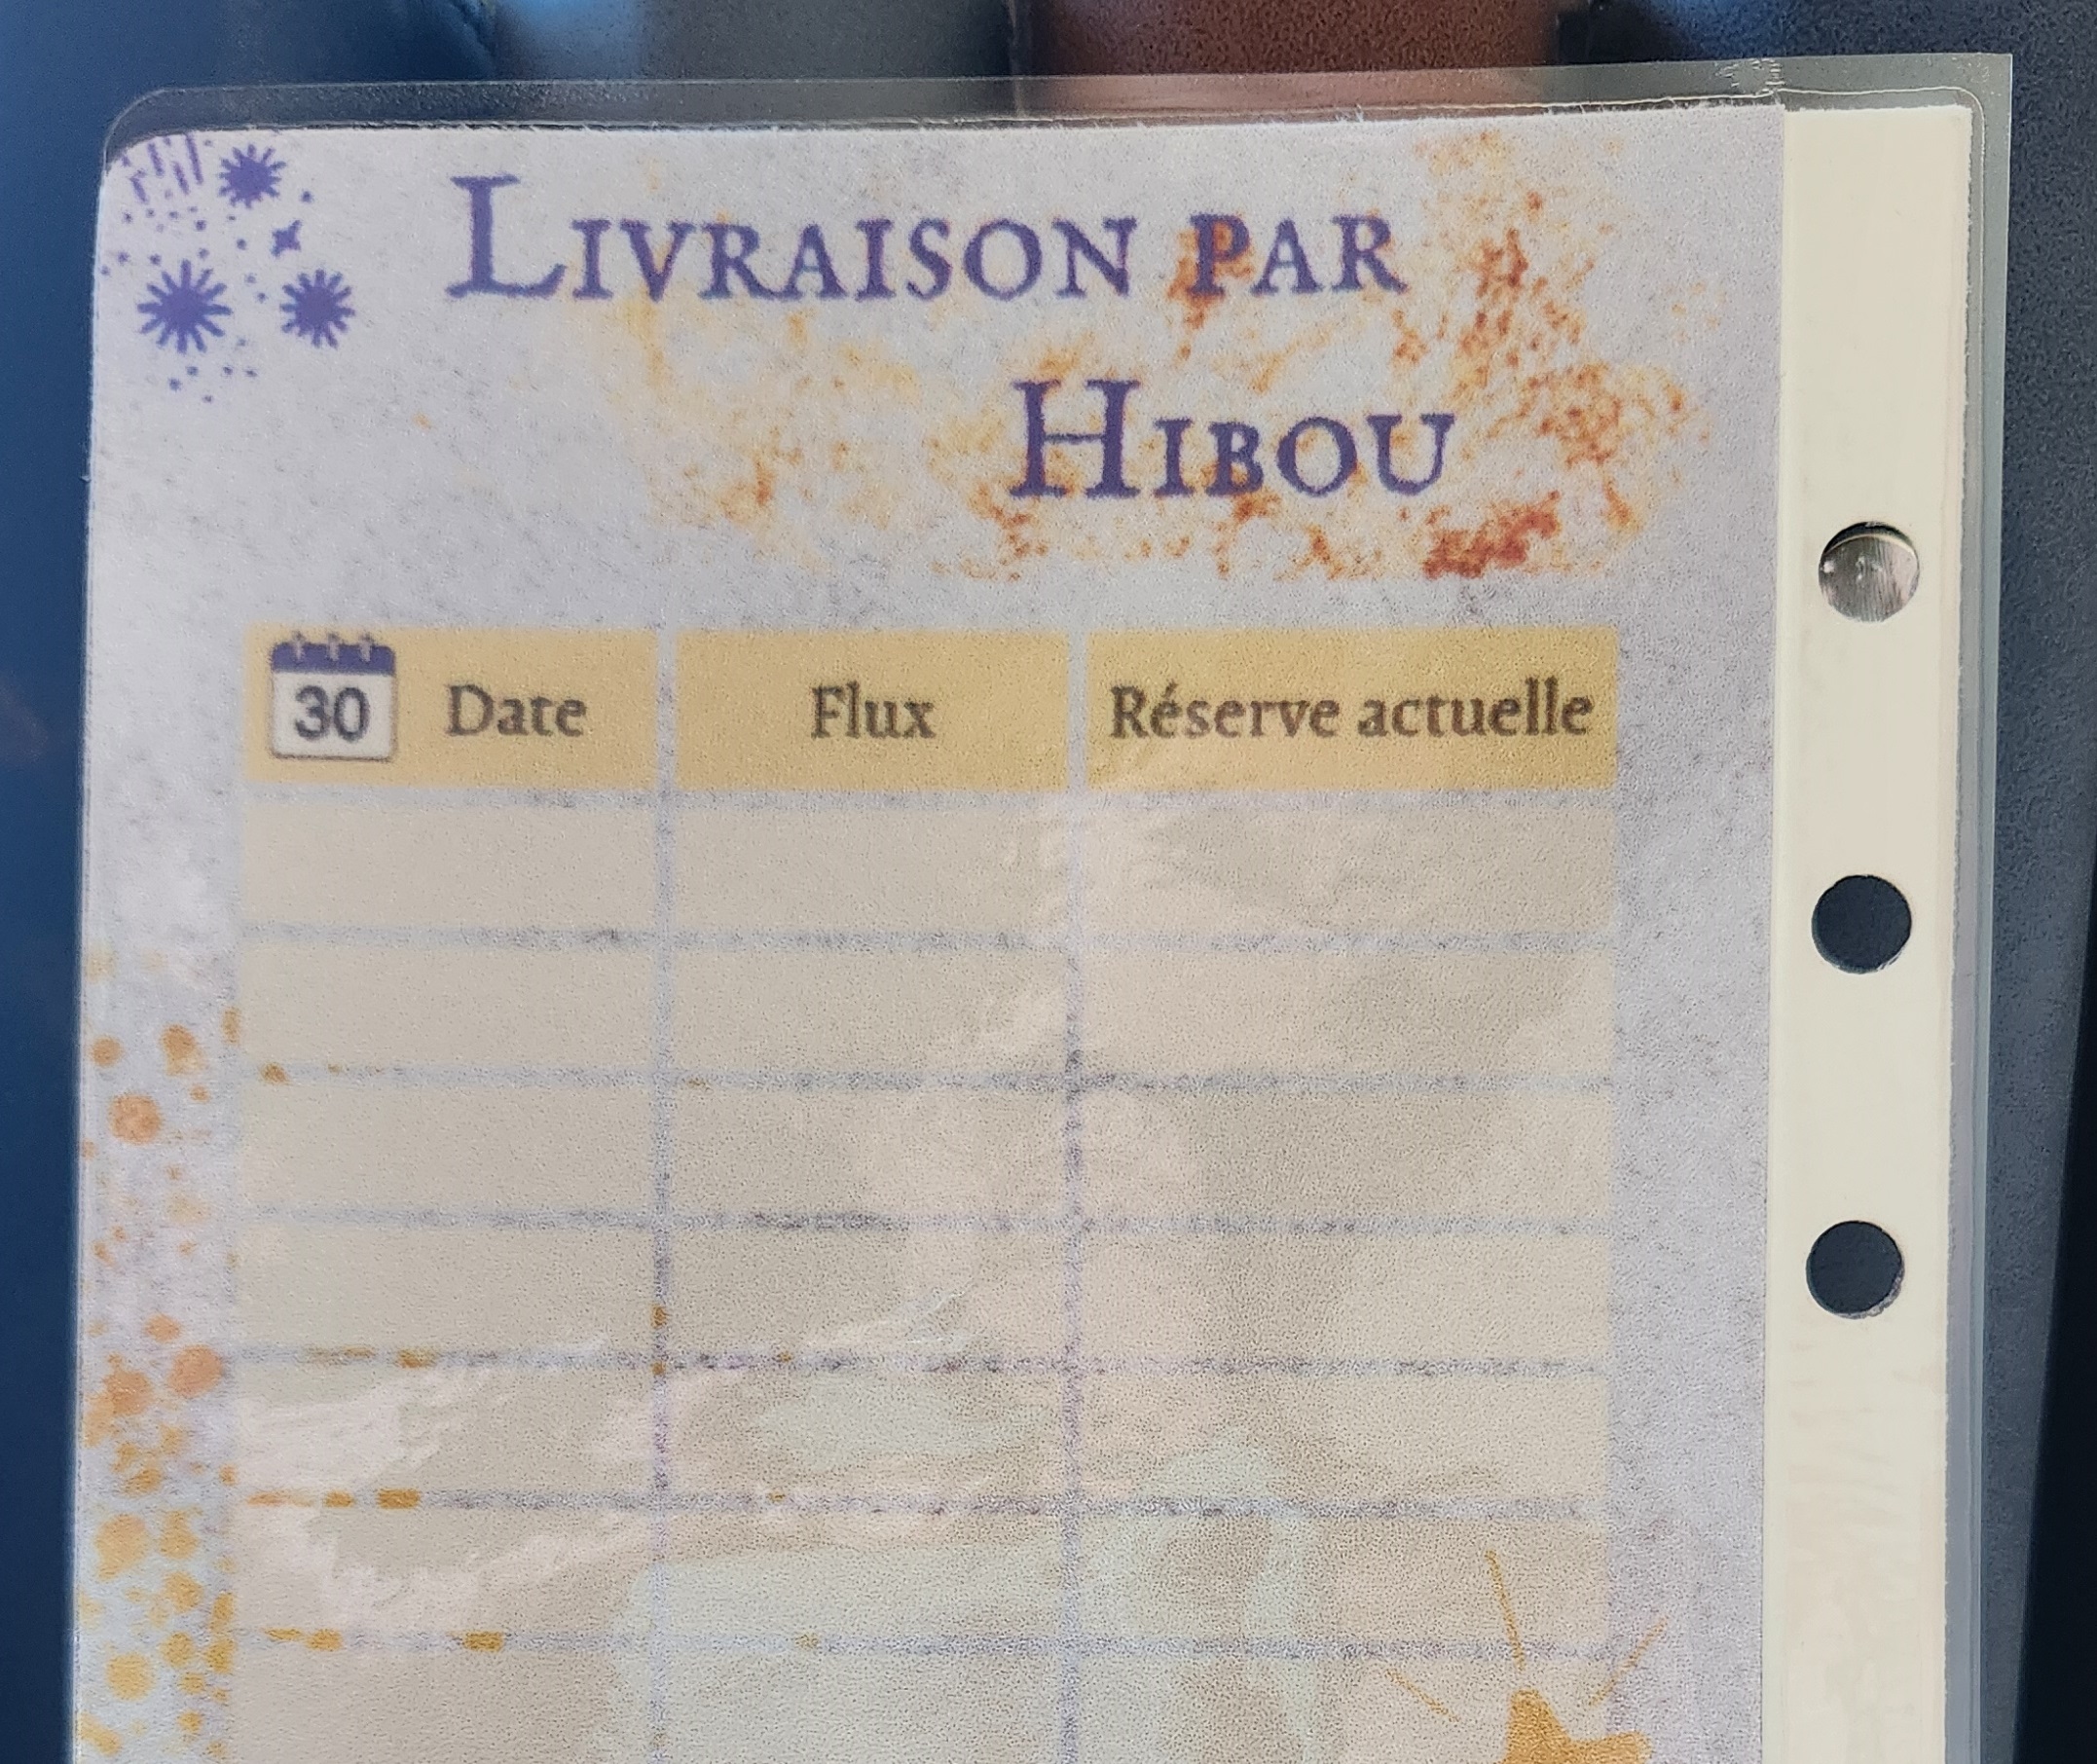 Livraison par
Hibou
30 Date Flux Réserve actuelle